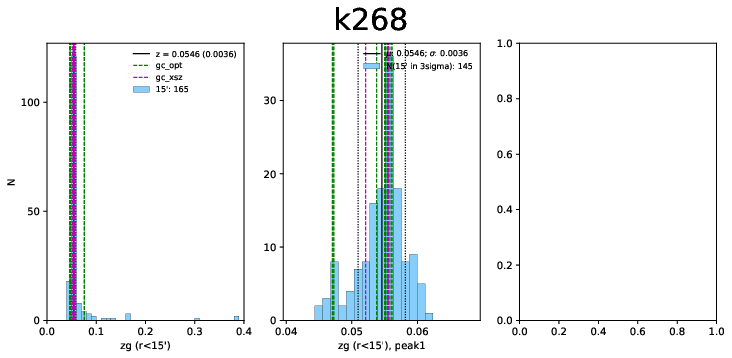 k268
z = 0.0546 (0.0036)
gc_opt
gc_xsz
15': 165
N
0
50
100
0.0 0.1 0.2 0.3 0.4
zg (r<15')
: 0.0546; σ: 0.0036
N(15' in 3sigma): 145
0
10
20
30
0.04 0.05 0.06
zg (r<15'), peak1
1.0
0.8
0.6
0.4
0.2
0.0
0.0 0.2 0.4 0.6 0.8 1.0